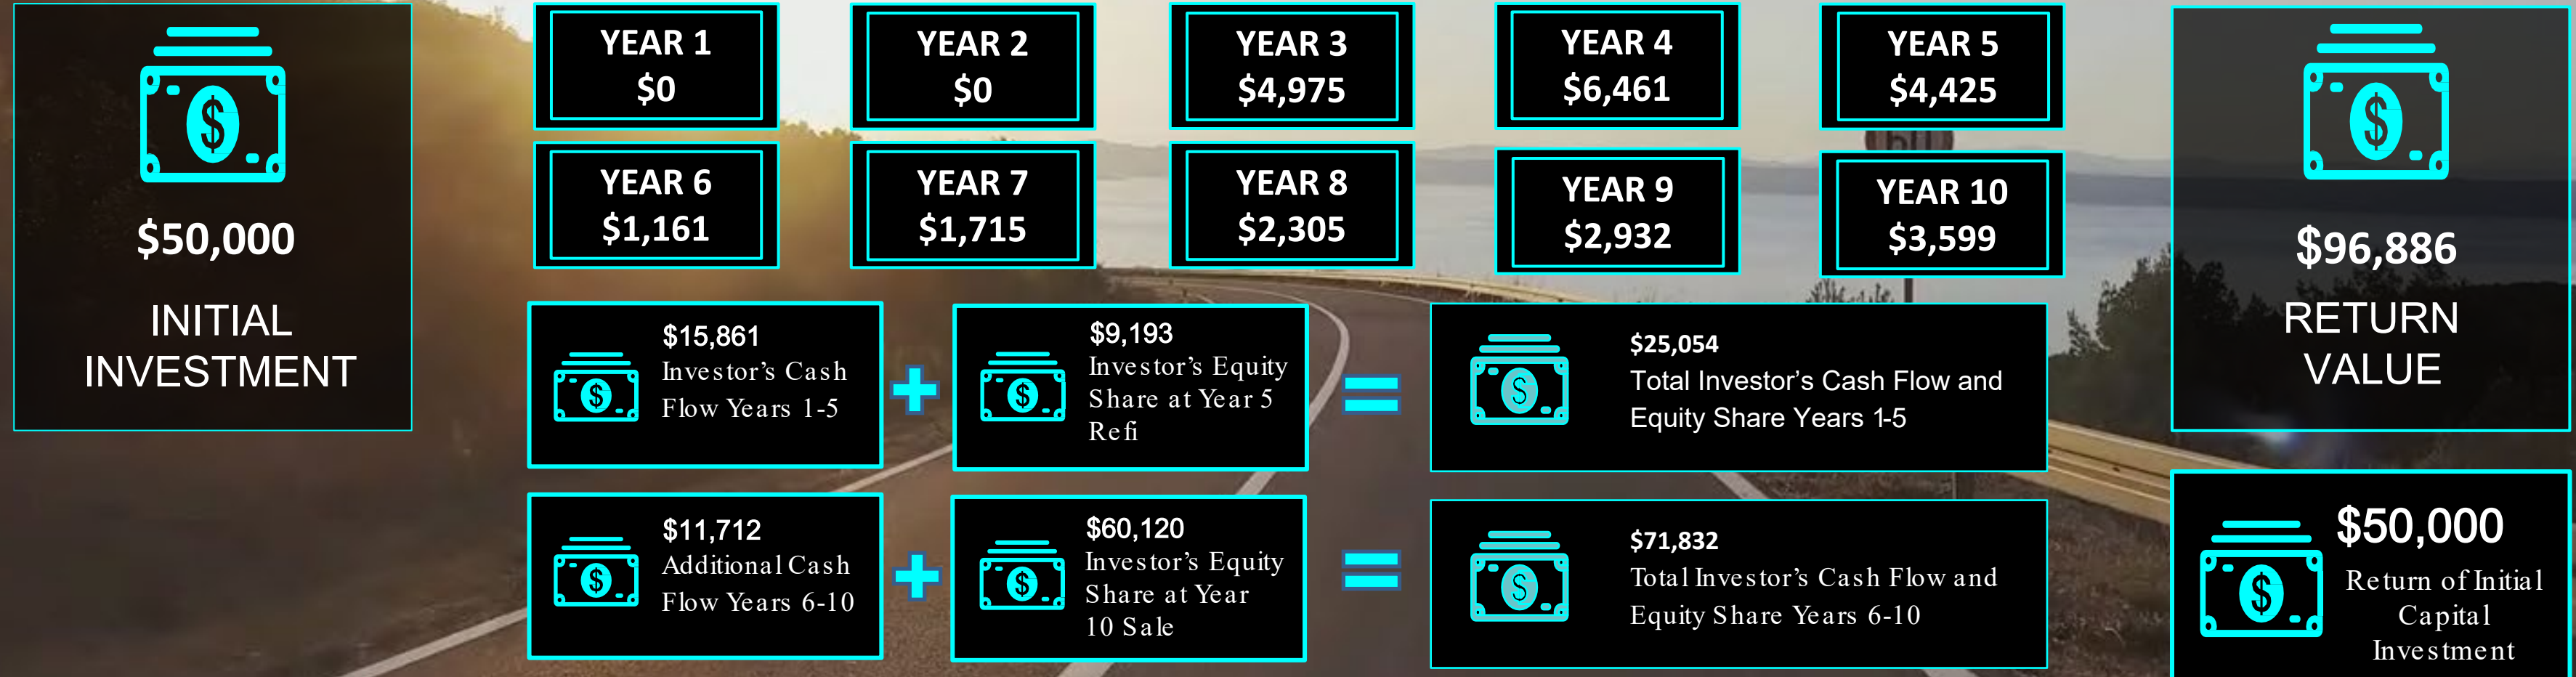 $50,000
INITIAL
INVESTMENT
YEAR 1
$0
YEAR 2
$0
YEAR 3
$4,975
YEAR 4
$6,461
YEAR 5
$4,425
YEAR 6
$1,161
YEAR 7
$1,715
YEAR 8
$2,305
YEAR 9
$2,932
YEAR 10
$3,599
$15,861
Investor’s Cash
Flow Years 1-5
+
$9,193
Investor’s Equity
Share at Year 5
Refi
=
$25,054
Total Investor’s Cash Flow and
Equity Share Years 1-5
$11,712
Additional Cash
Flow Years 6-10
+
$60,120
Investor’s Equity
Share at Year
10 Sale
=
$71,832
Total Investor’s Cash Flow and
Equity Share Years 6-10
$96,886
RETURN
VALUE
$50,000
Return of Initial
Capital
Investment